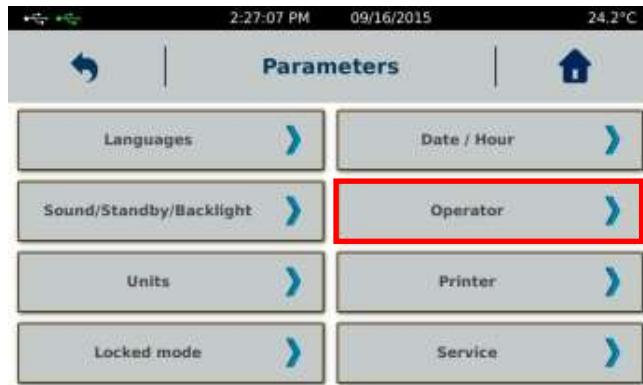 2:27:07 PM 09/16/2015 24.2°C
Parameters
Languages Date / Hour
Sound/Standby/Backlight Operator
Units Printer
Locked mode Service